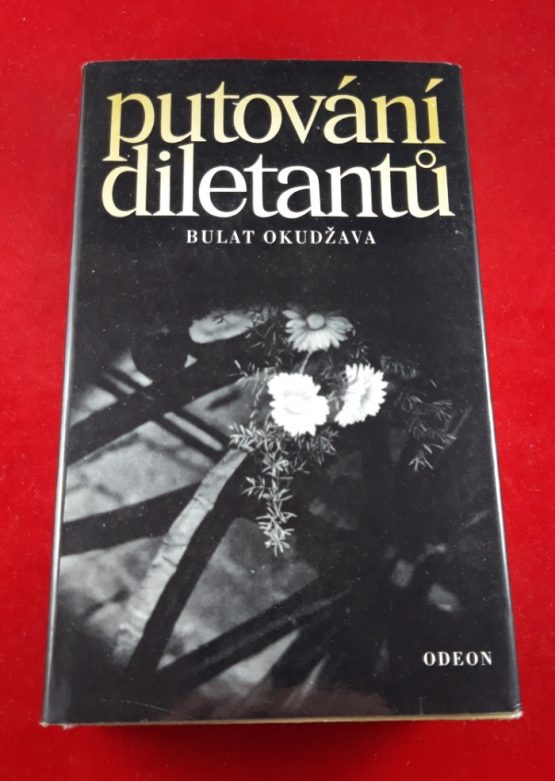 putování
diletantů
BULAT OKUDŽAVA
ODEON